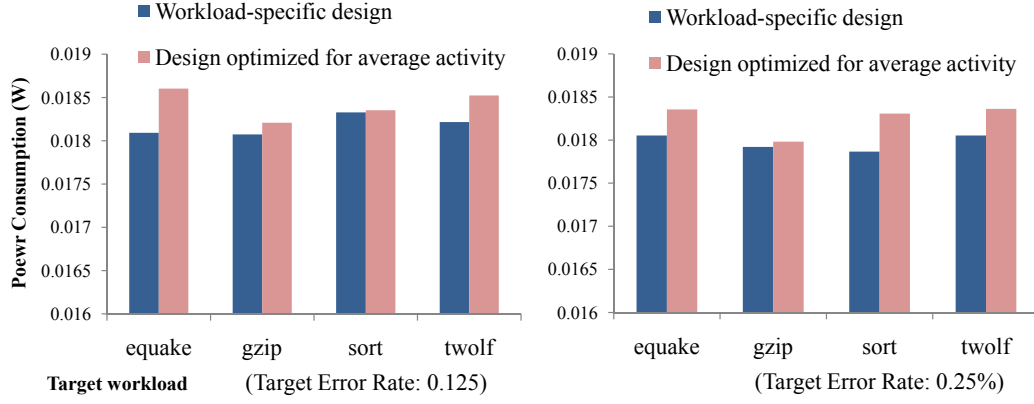 Workload-specific design
Design optimized for average activity
Poewr Consumption (W)
0.019
0.0185
0.018
0.0175
0.017
0.0165
0.016
equake gzip sort twolf
Target workload (Target Error Rate: 0.125)
Workload-specific design
Design optimized for average activity
0.019
0.0185
0.018
0.0175
0.017
0.0165
0.016
equake gzip sort twolf
(Target Error Rate: 0.25%)